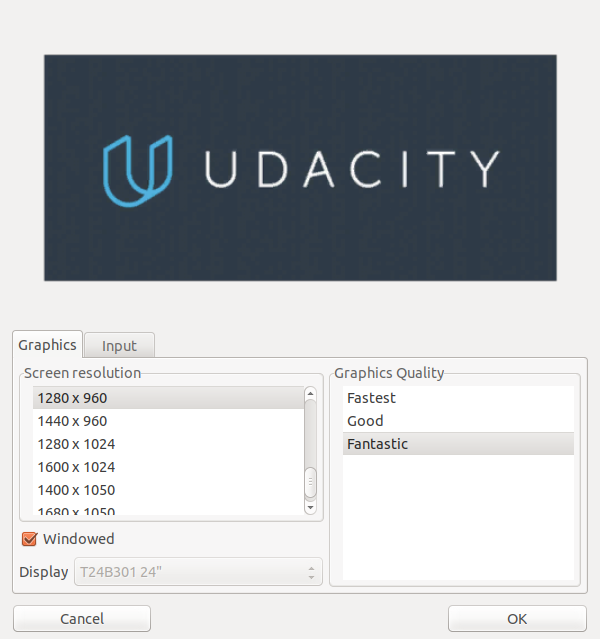 UDACITY
Graphics
Input
Screen resolution
1280 x 960
1440 x 960
1280 x 1024
1600 x 1024
1400 x 1050
1680 x 1050
Windowed
Display T24B301 24"
Graphics Quality
Fastest
Good
Fantastic
Cancel
OK